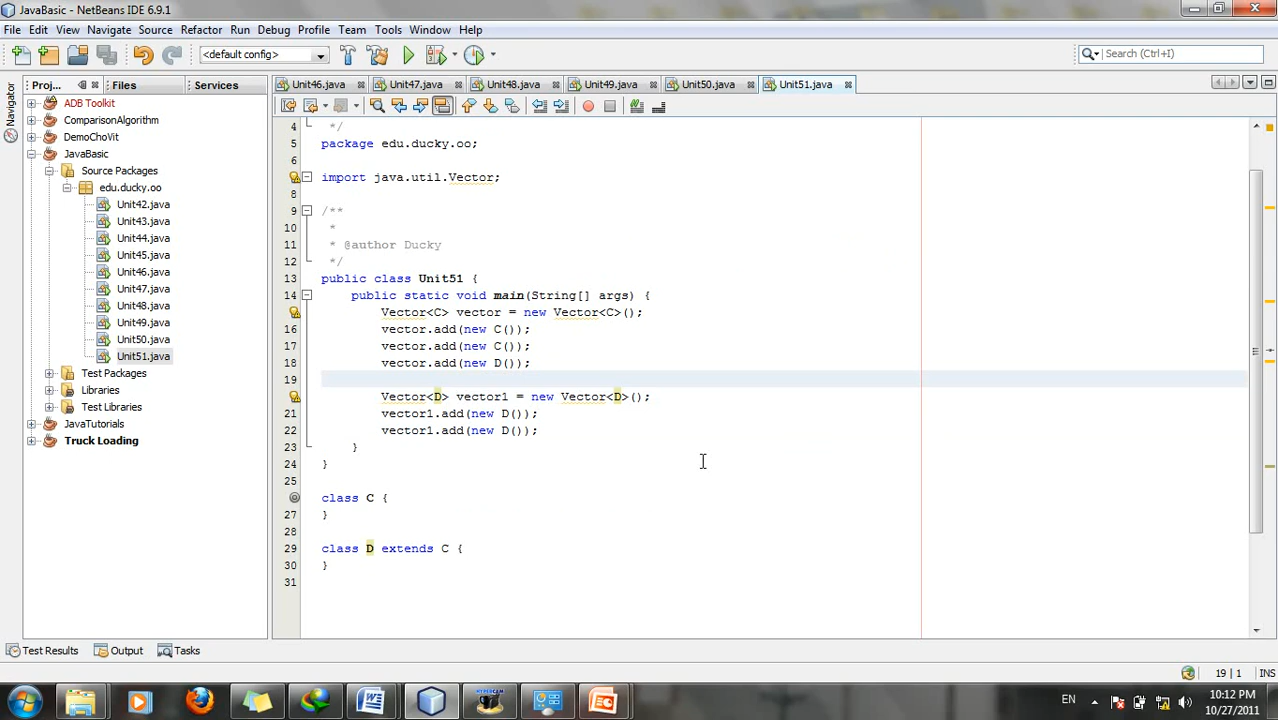 JavaBasic - NetBeans IDE 6.9.1
File Edit View Navigate Source Refactor Run Debug Profile Team Tools Window Help
<default config> Search (Ctrl+I)
Navigator
Proj... Files Services
ADB Toolkit
ComparisonAlgorithm
DemoChoVit
JavaBasic
Source Packages
edu.ducky.oo
Unit42.java
Unit43.java
Unit44.java
Unit45.java
Unit46.java
Unit47.java
Unit48.java
Unit49.java
Unit50.java
Unit51.java
Test Packages
Libraries
Test Libraries
JavaTutorials
Truck Loading
Unit46.java Unit47.java Unit48.java Unit49.java Unit50.java Unit51.java
4 */
5 package edu.ducky.oo;
6
import java.util.Vector;
8
9 /**
10 *
11 * @author Ducky
12 */
13 public class Unit51 {
14 public static void main(String[] args) {
Vector<C> vector = new Vector<C>();
16 vector.add(new C());
17 vector.add(new C());
18 vector.add(new D());
19
Vector<D> vector1 = new Vector<D>();
21 vector1.add(new D());
22 vector1.add(new D());
23 }
24 }
25
class C {
27 }
28
29 class D extends C {
30 }
31
Test Results Output Tasks
19 | 1 INS
HYPERCAM
EN
10:12 PM
10/27/2011